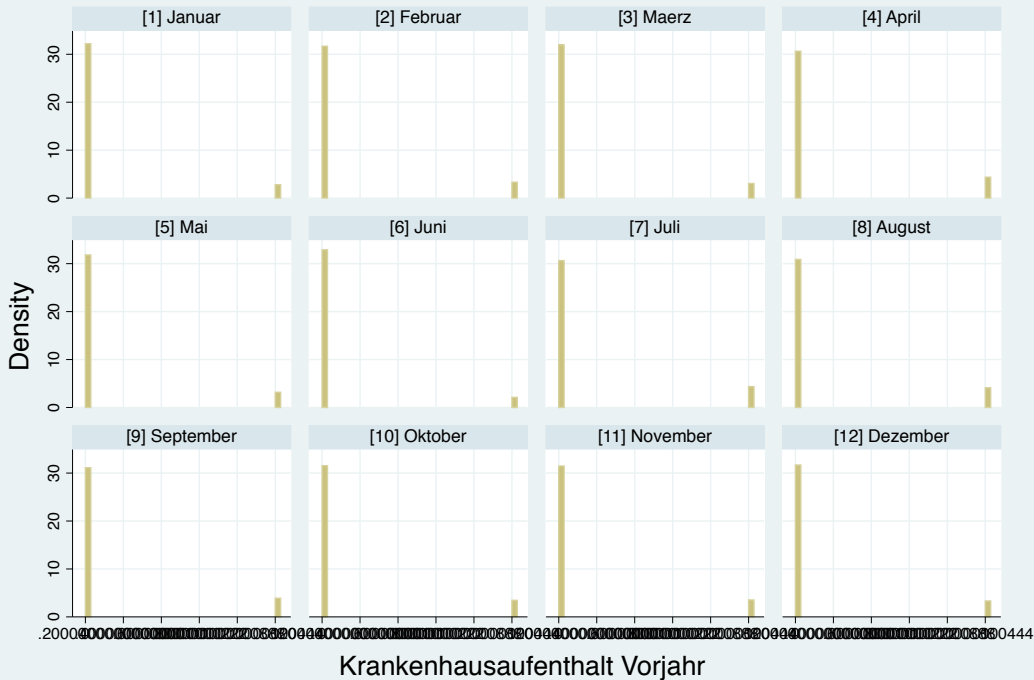 [1] Januar
[2] Februar
[3] Maerz
[4] April
30
20
10
0
[5] Mai
[6] Juni
[7] Juli
[8] August
30
20
10
0
Density
[9] September
[10] Oktober
[11] November
[12] Dezember
30
20
10
0
Krankenhausaufenthalt Vorjahr